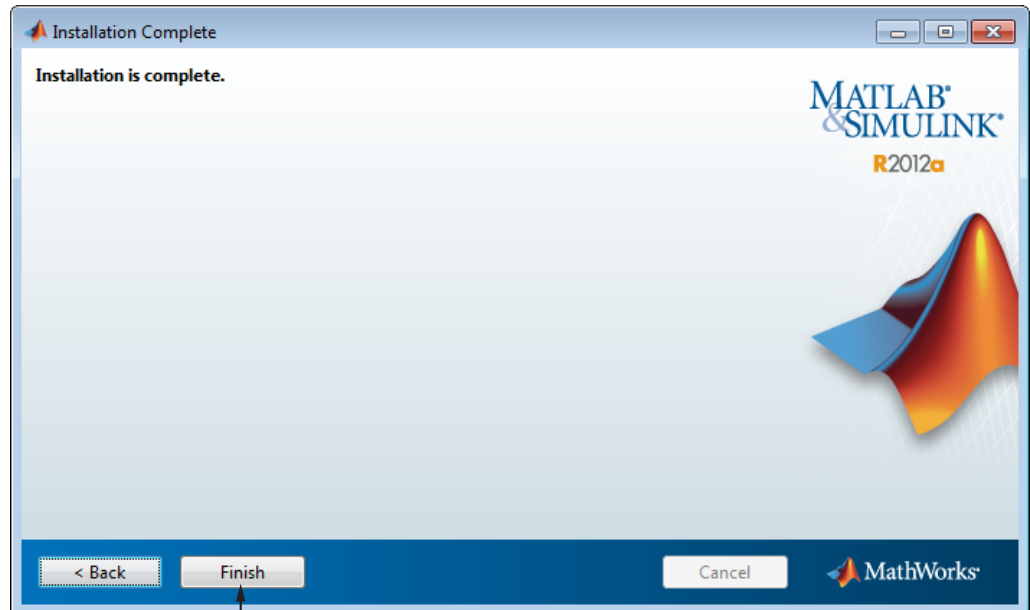 Installation Complete
Installation is complete.
MATLAB®
&SIMULINK®
R2012a
< Back
Finish
Cancel
MathWorks®